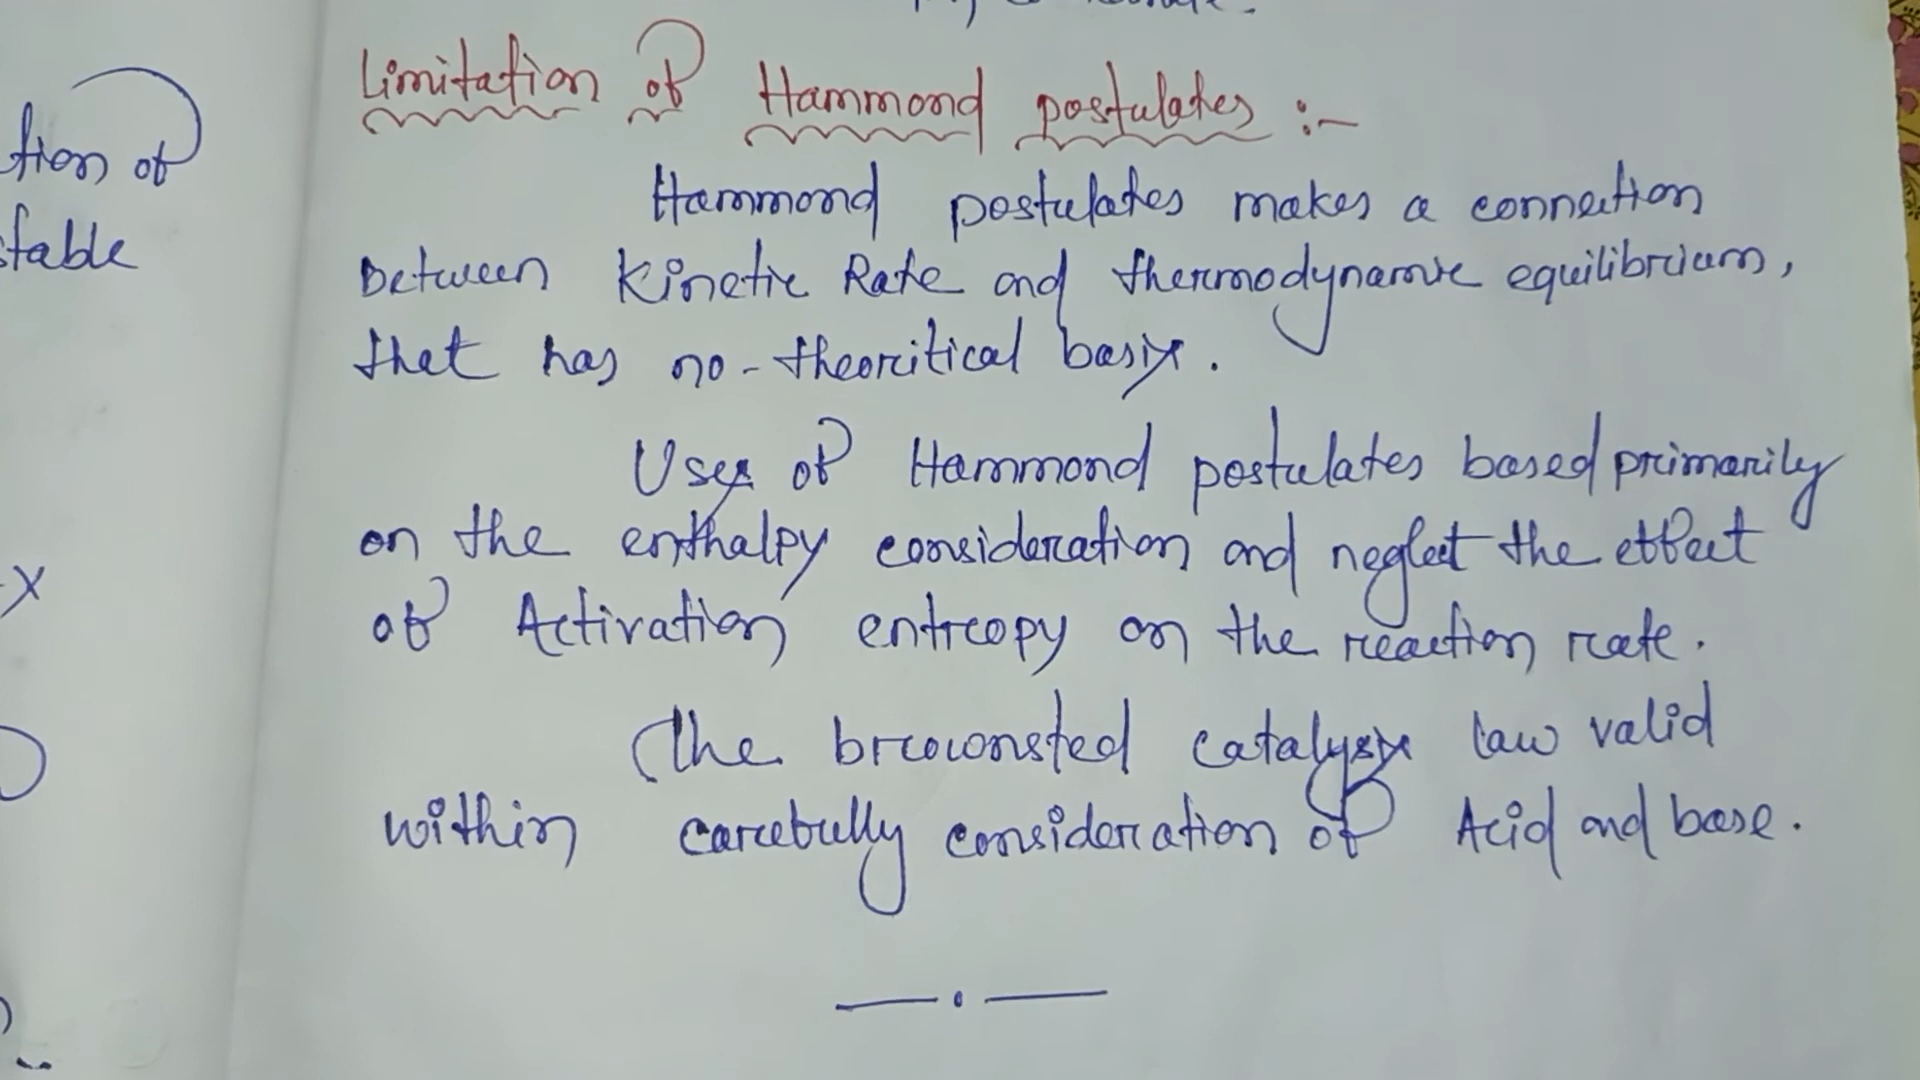 tion of
stable
-X
Limitation of Hammond postulates :-
Hammond postulates makes a connection
between Kinetic Rate and thermodynamic equilibrium,
that has no-theoritical basis.
Uses of Hammond postulates based primarily
on the enthalpy consideration and neglect the effect
of Activation entropy on the reaction rate.
The brownsted catalysis law valid
within carefully consideration of Acid and base.